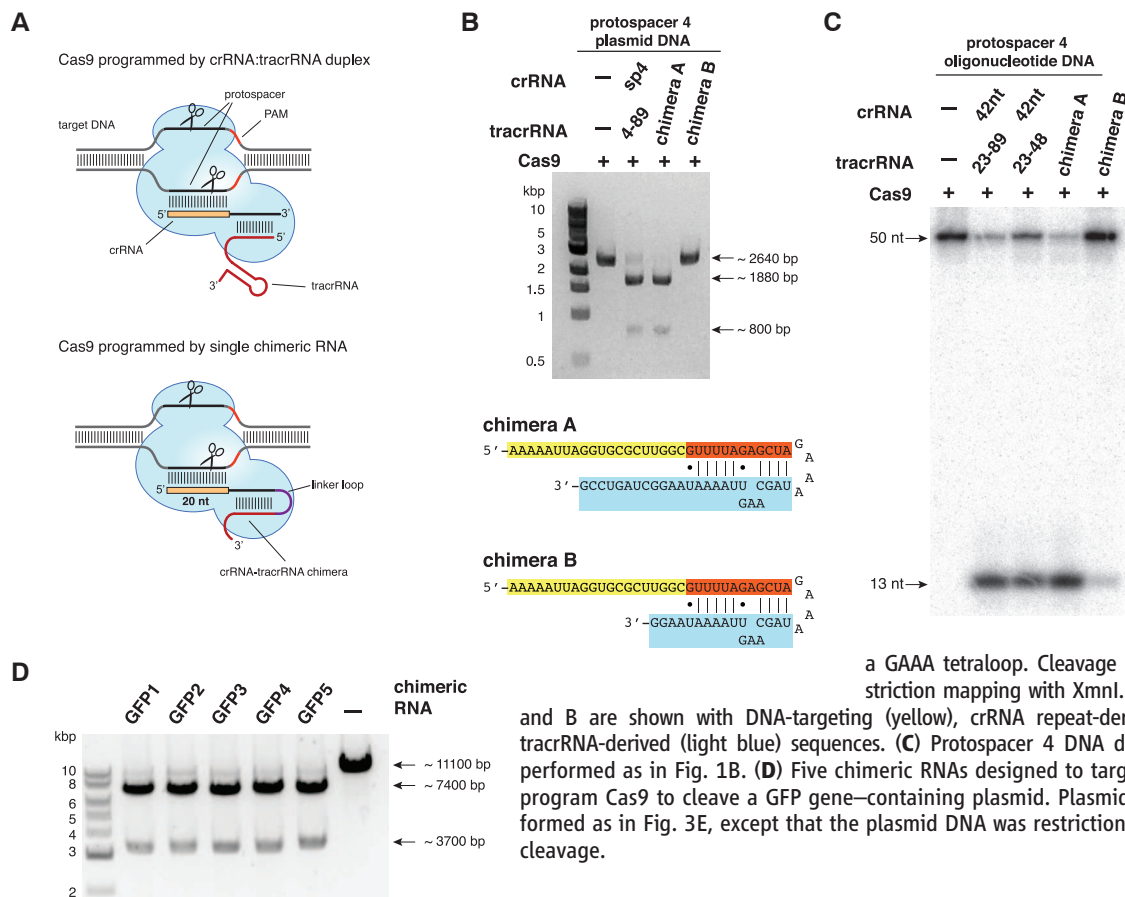 A
Cas9 programmed by crRNA:tracrRNA duplex
protospacer
target DNA
PAM
5'
3'
5'
crRNA
3'
tracrRNA
Cas9 programmed by single chimeric RNA
linker loop
5'
20 nt
3'
crRNA-tracrRNA chimera
B
protospacer 4
plasmid DNA
crRNA – sp4 chimera A chimera B
tracrRNA – 4-89
Cas9 + + + +
kbp
10
5
3
2
1.5
1
0.5
~ 2640 bp
~ 1880 bp
~ 800 bp
chimera A
5'-AAAAAUUAGGUGCGCUUGGCGUUUUAGAGCUA
G
A
A
A
3'-GCCUGAUCGGAAUAAAAUU CGAU
GAA
chimera B
5'-AAAAAUUAGGUGCGCUUGGCGUUUUAGAGCUA
G
A
A
A
3'-GGAAUAAAAUU CGAU
GAA
C
protospacer 4
oligonucleotide DNA
crRNA – 42nt 42nt chimera A chimera B
tracrRNA – 23-89 23-48
Cas9 + + + + +
50 nt
13 nt
D
GFP1 GFP2 GFP3 GFP4 GFP5 – chimeric
RNA
kbp
10
8
6
5
4
3
2
~ 11100 bp
~ 7400 bp
~ 3700 bp
a GAAA tetraloop. Cleavage
striction mapping with XmnI.
and B are shown with DNA-targeting (yellow), crRNA repeat-der
tracrRNA-derived (light blue) sequences. (C) Protospacer 4 DNA d
performed as in Fig. 1B. (D) Five chimeric RNAs designed to targ
program Cas9 to cleave a GFP gene–containing plasmid. Plasmid
formed as in Fig. 3E, except that the plasmid DNA was restriction
cleavage.